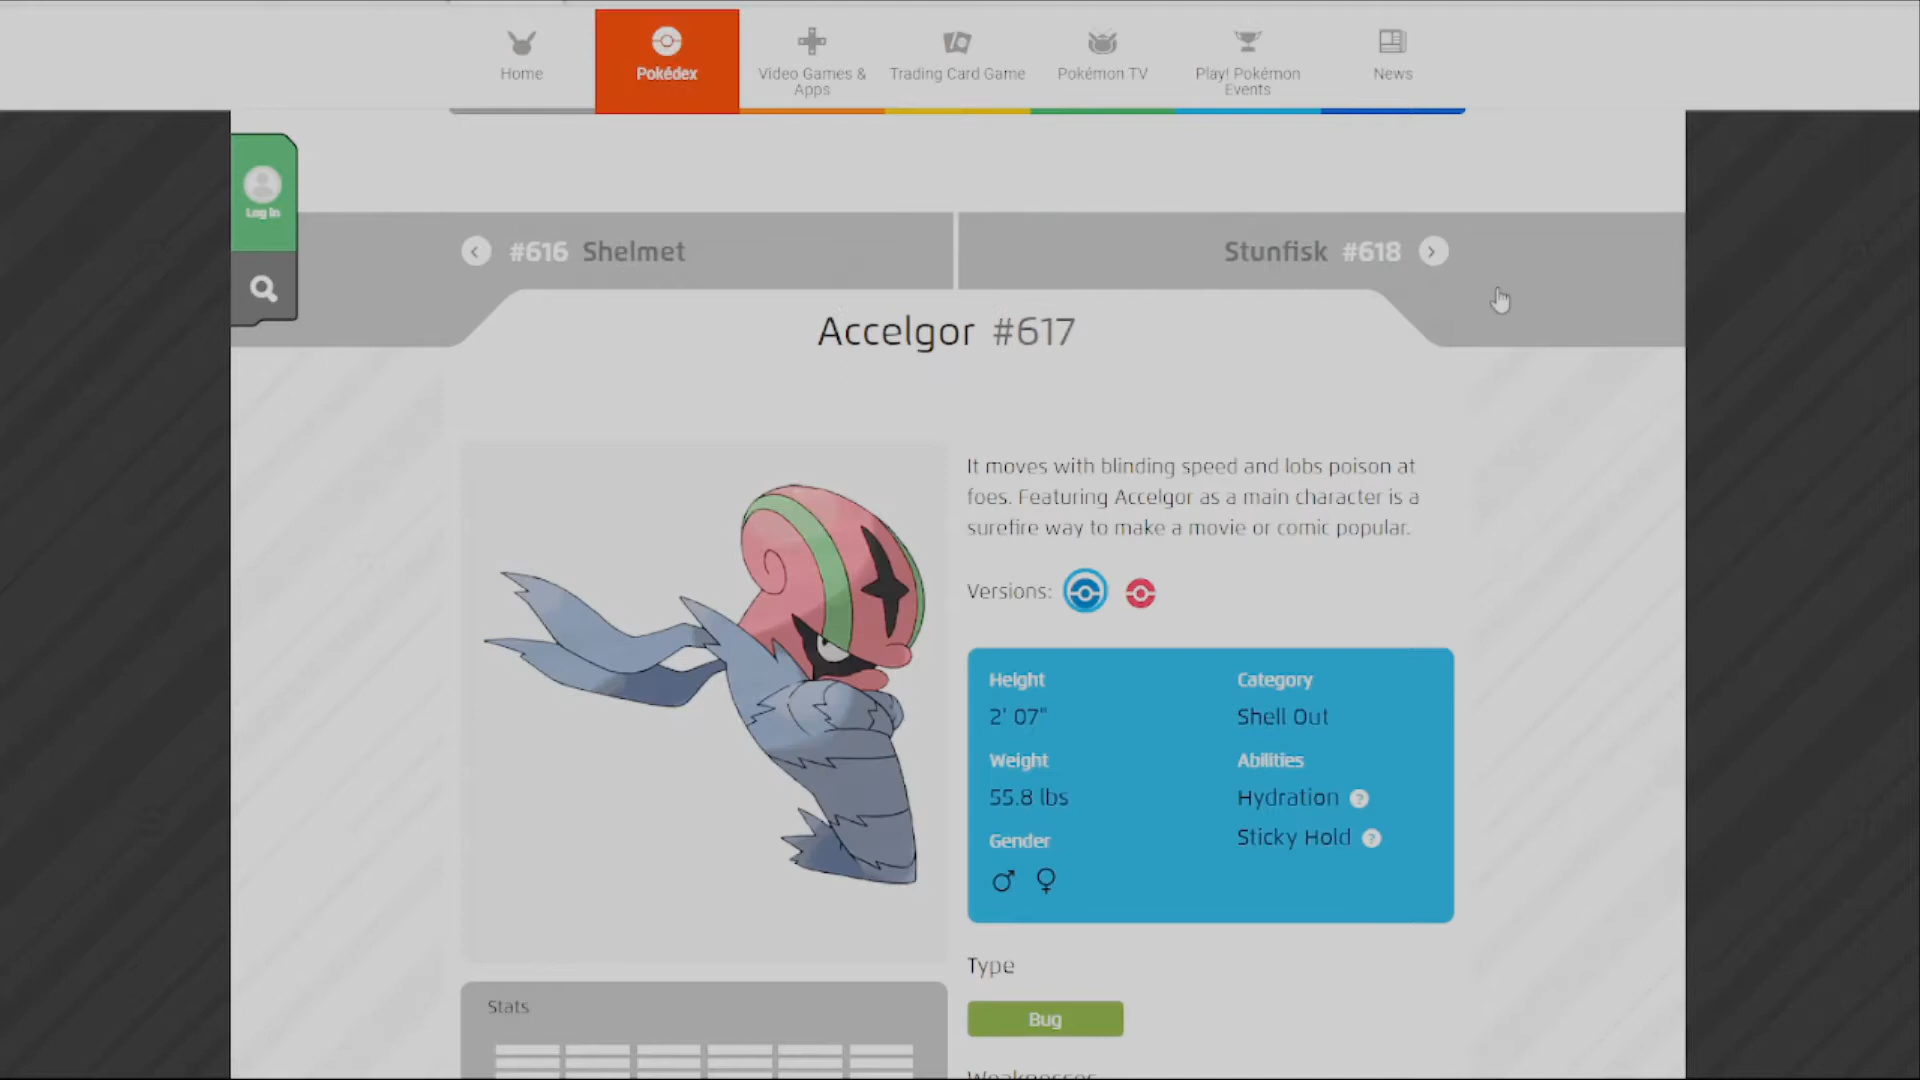 Home
Pokédex
Video Games &
Apps
Trading Card Game
Pokémon TV
Play! Pokémon
Events
News
Log in
#616 Shelmet
Stunfisk #618
Accelgor #617
It moves with blinding speed and lobs poison at
foes. Featuring Accelgor as a main character is a
surefire way to make a movie or comic popular.
Versions:
Height
2' 07"
Weight
55.8 lbs
Gender
Category
Shell Out
Abilities
Hydration ?
Sticky Hold ?
Type
Bug
Weaknesses
Stats